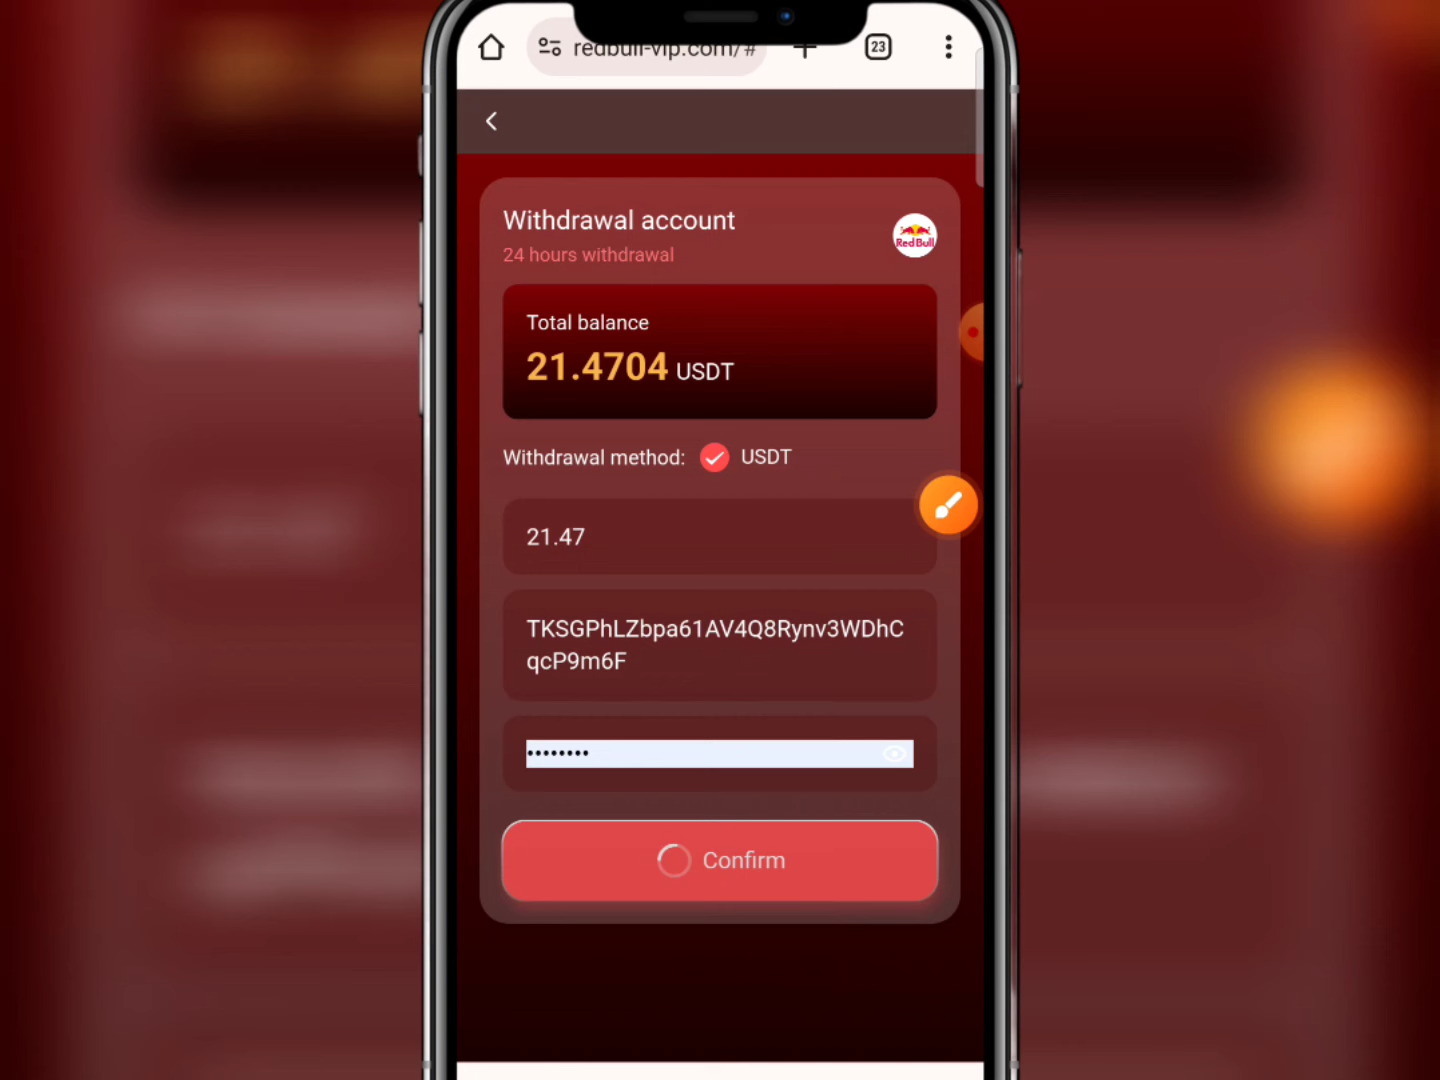 redbull-vip.com/#
23
Withdrawal account
24 hours withdrawal
Red Bull
Total balance
21.4704 USDT
Withdrawal method: USDT
21.47
TKSGPhLZbpa61AV4Q8Rynv3WDhC
qcP9m6F
••••••••
Confirm